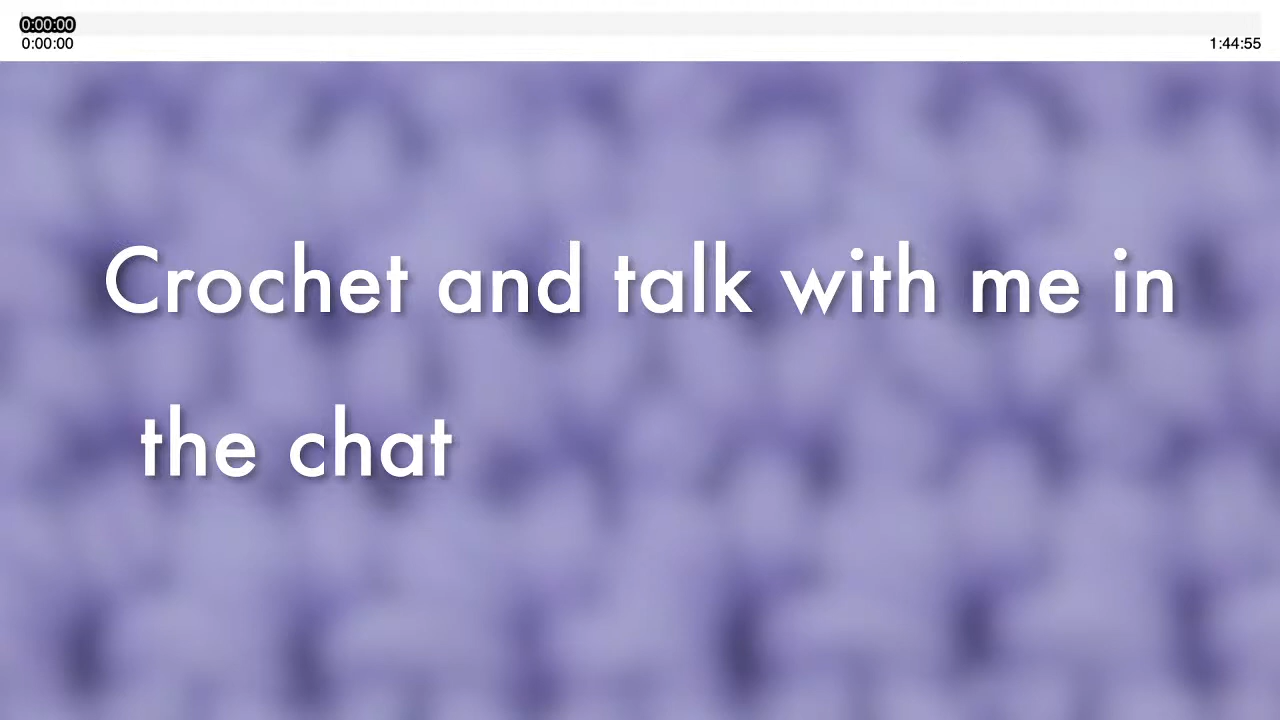 0:00:00
0:00:00 1:44:55
Crochet and talk with me in
the chat